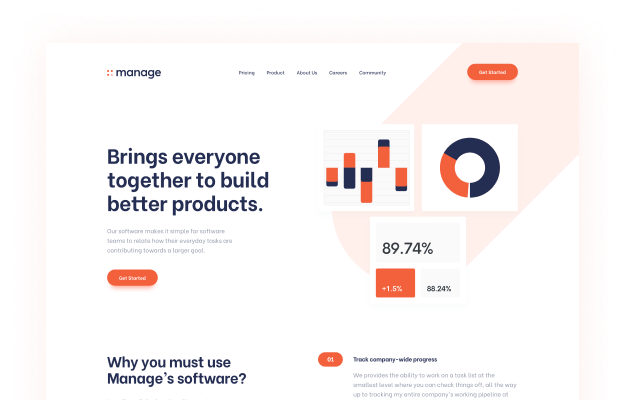 manage
Pricing Product About Us Careers Community
Get Started
Brings everyone
together to build
better products.
Our software makes it simple for software
teams to relate how their everyday tasks are
contributing towards a larger goal.
Get Started
89.74%
+1.5%
88.24%
Why you must use
Manage's software?
01
Track company-wide progress
We provides the ability to work on a task list at the
smallest level where you can check things off, all the way
up to tracking my entire company's working pipeline at